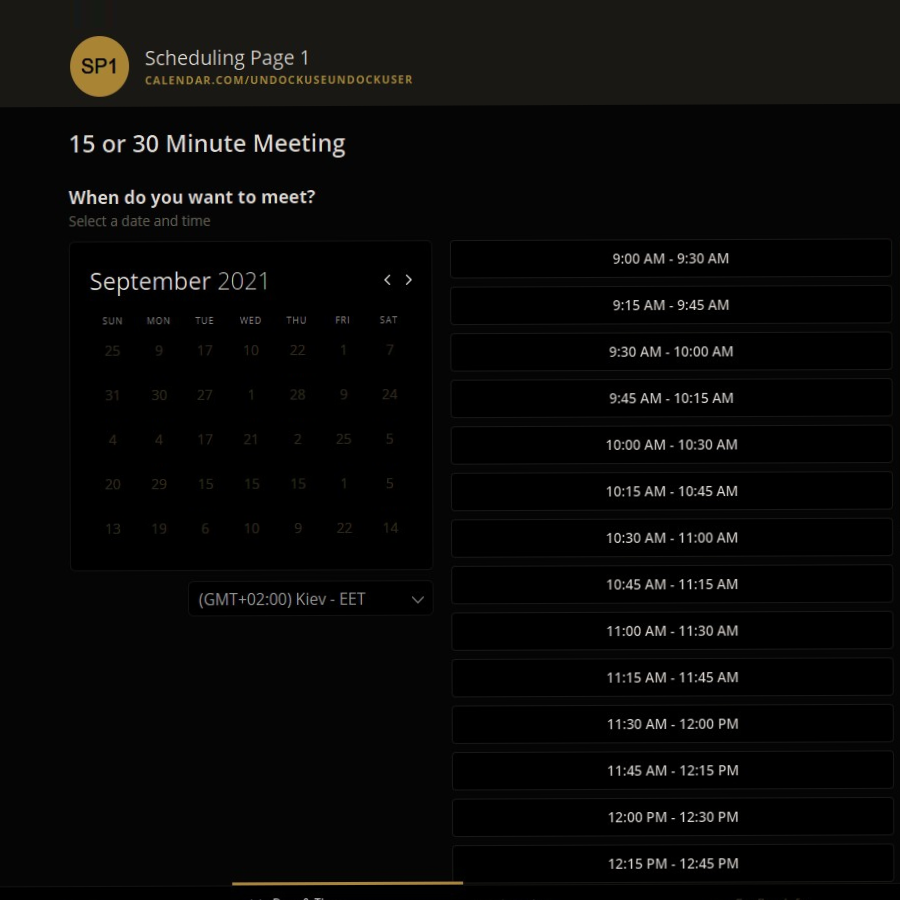 SP1
Scheduling Page 1
CALENDAR.COM/UNDOCKUSEUNDOCKUSER
15 or 30 Minute Meeting
When do you want to meet?
Select a date and time
September 2021
SUN MON TUE WED THU FRI SAT
25 9 17 10 22 1 7
31 30 27 1 28 9 24
4 4 17 21 2 25 5
20 29 15 15 15 1 5
13 19 6 10 9 22 14
(GMT+02:00) Kiev - EET
9:00 AM - 9:30 AM
9:15 AM - 9:45 AM
9:30 AM - 10:00 AM
9:45 AM - 10:15 AM
10:00 AM - 10:30 AM
10:15 AM - 10:45 AM
10:30 AM - 11:00 AM
10:45 AM - 11:15 AM
11:00 AM - 11:30 AM
11:15 AM - 11:45 AM
11:30 AM - 12:00 PM
11:45 AM - 12:15 PM
12:00 PM - 12:30 PM
12:15 PM - 12:45 PM